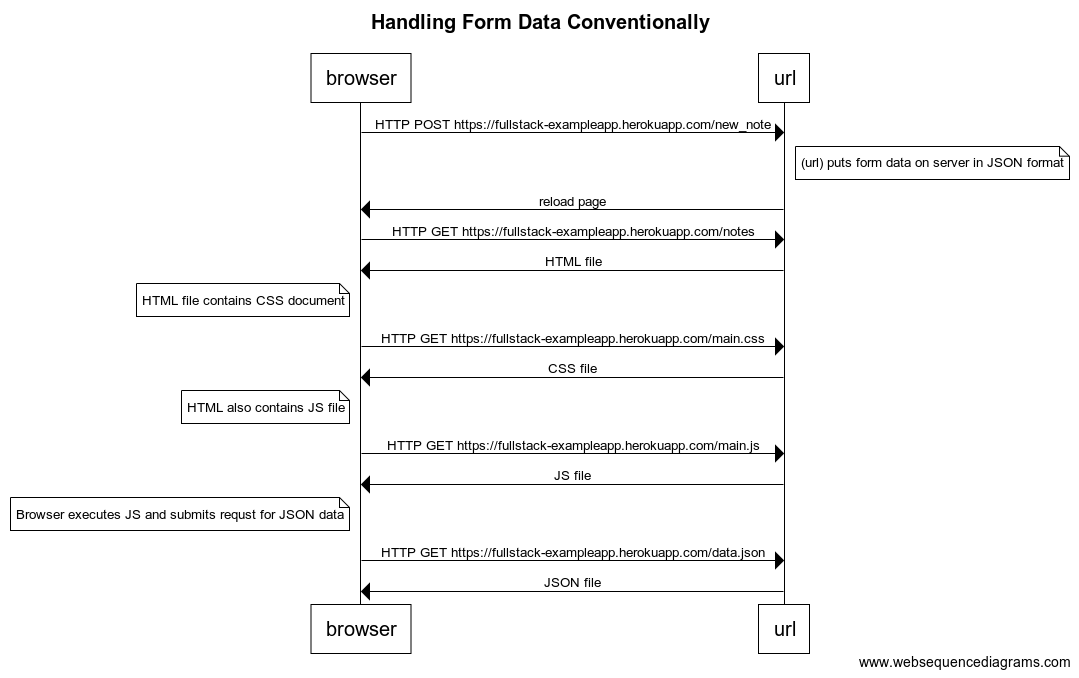 Handling Form Data Conventionally
browser
url
HTTP POST https://fullstack-exampleapp.herokuapp.com/new_note
(url) puts form data on server in JSON format
reload page
HTTP GET https://fullstack-exampleapp.herokuapp.com/notes
HTML file
HTML file contains CSS document
HTTP GET https://fullstack-exampleapp.herokuapp.com/main.css
CSS file
HTML also contains JS file
HTTP GET https://fullstack-exampleapp.herokuapp.com/main.js
JS file
Browser executes JS and submits requst for JSON data
HTTP GET https://fullstack-exampleapp.herokuapp.com/data.json
JSON file
browser
url
www.websequencediagrams.com